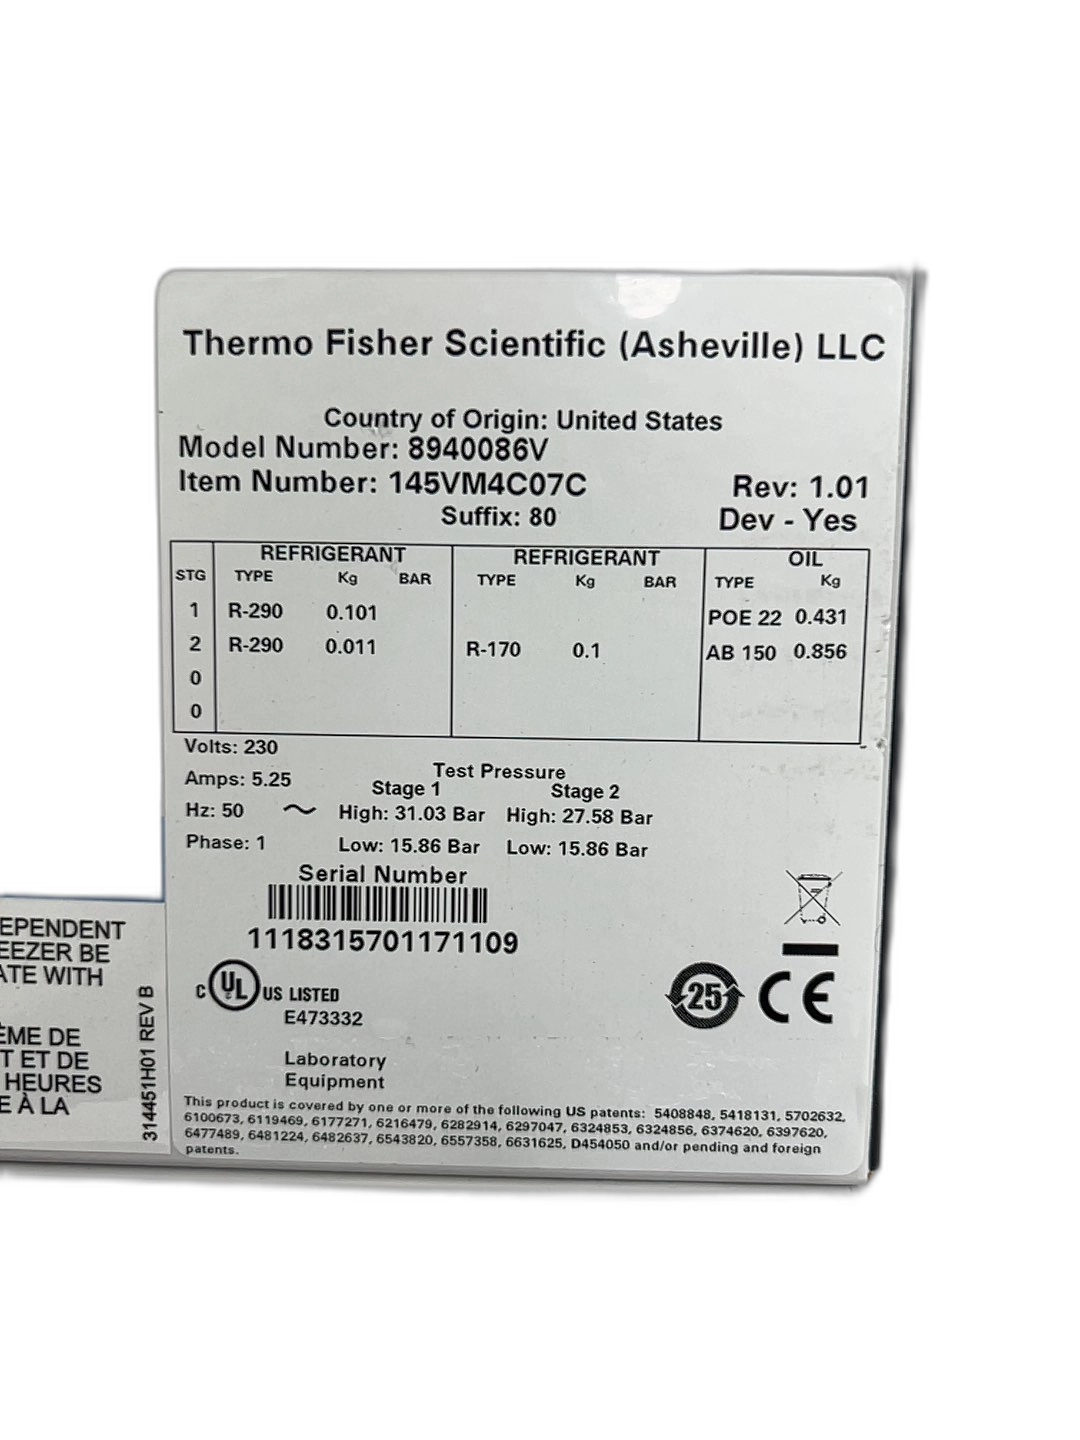 Thermo Fisher Scientific (Asheville) LLC
Country of Origin: United States
Model Number: 8940086V
Item Number: 145VM4C07C Rev: 1.01
Suffix: 80 Dev - Yes
REFRIGERANT REFRIGERANT OIL
STG TYPE Kg BAR TYPE Kg BAR TYPE Kg
1 R-290 0.101 POE 22 0.431
2 R-290 0.011 R-170 0.1 AB 150 0.856
0
0
Volts: 230
Test Pressure
Amps: 5.25 Stage 1 Stage 2
Hz: 50 ~ High: 31.03 Bar High: 27.58 Bar
Phase: 1 Low: 15.86 Bar Low: 15.86 Bar
Serial Number
1118315701171109
C UL US LISTED
E473332
25 CE
Laboratory
Equipment
This product is covered by one or more of the following US patents: 5408848, 5418131, 5702632,
6100673, 6119469, 6177271, 6216479, 6282914, 6297047, 6324853, 6324856, 6374620, 6397620,
6477489, 6481224, 6482637, 6543820, 6557358, 6631625, D454050 and/or pending and foreign
patents.
EPENDENT
EEZER BE
ATE WITH
ÈME DE
T ET DE
HEURES
E À LA
314451H01 REV B